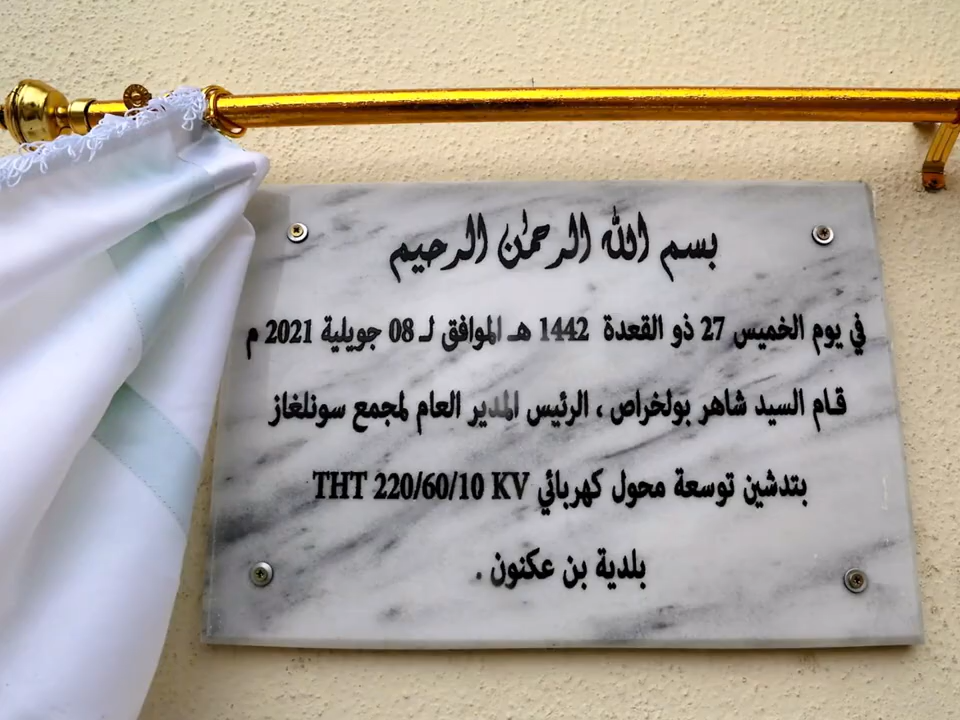 بسم الله الرحمن الرحيم
في يوم الخميس 27 ذو القعدة 1442 هـ الموافق لـ 08 جويلية 2021 م
قام السيد شاهر بولخراص ، الرئيس المدير العام لمجمع سونلغاز
بتدشين توسعة محول كهربائي THT 220/60/10 KV
بلدية بن عكنون .